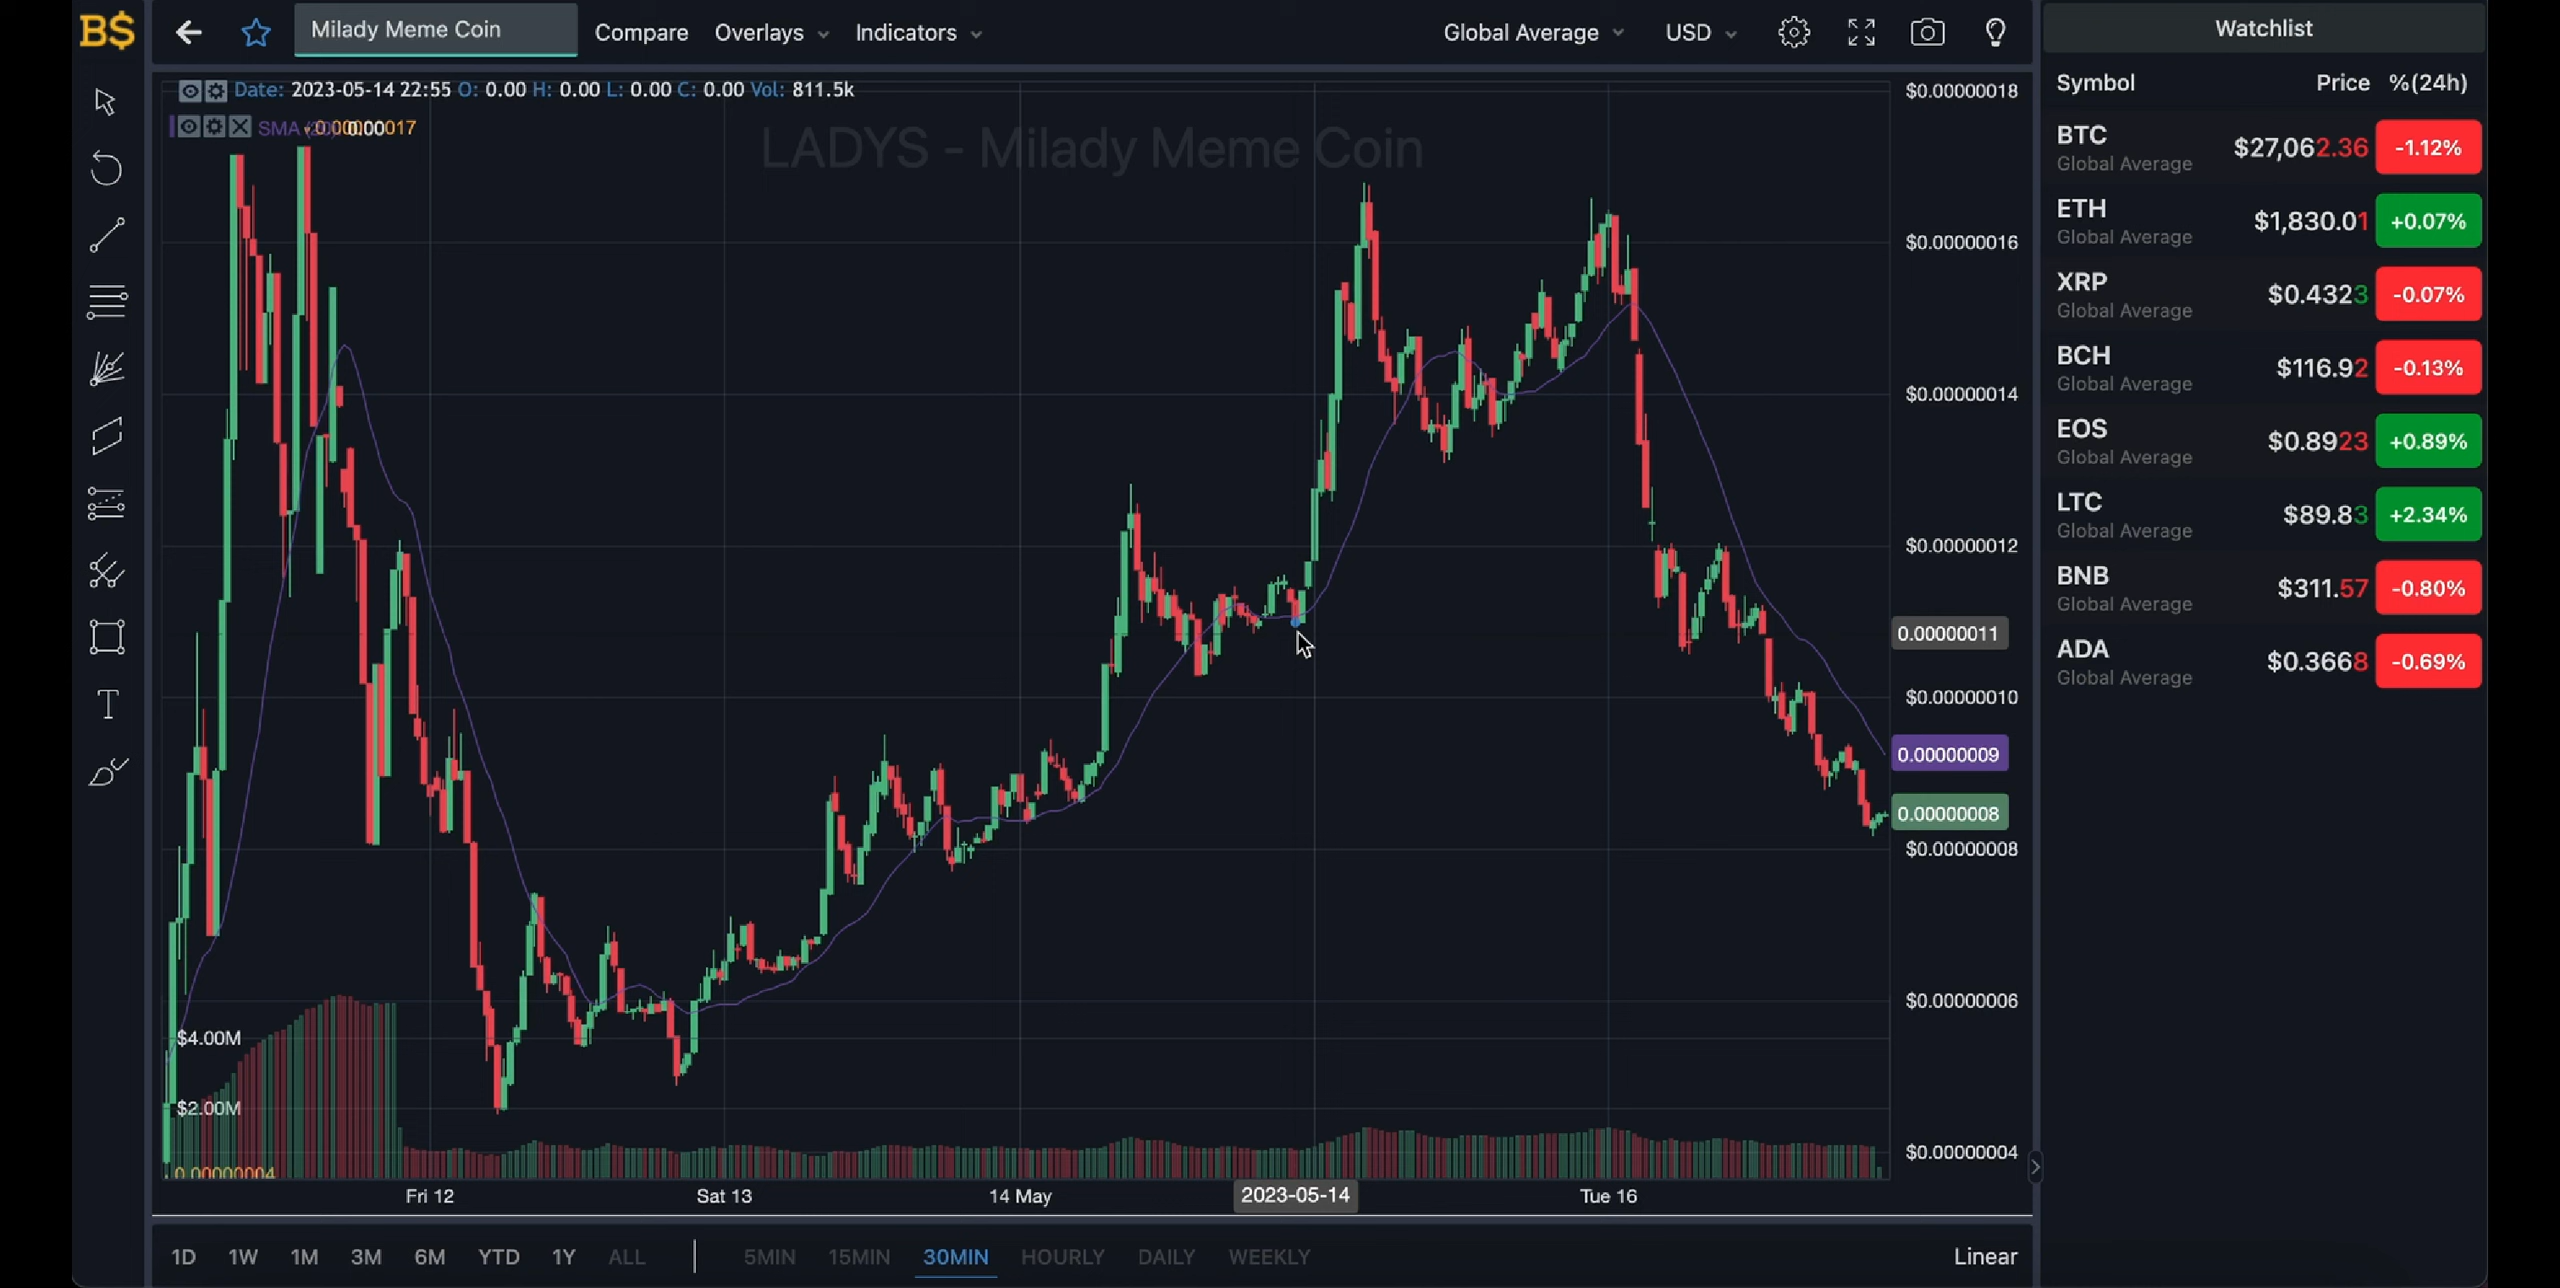 B$
Milady Meme Coin
Compare
Overlays
Indicators
Global Average
USD
Date: 2023-05-14 22:55 O: 0.00 H: 0.00 L: 0.00 C: 0.00 Vol: 811.5k
SMA
LADYS - Milady Meme Coin
$0.00000018
$0.00000016
$0.00000014
$0.00000012
0.00000011
$0.00000010
0.00000009
0.00000008
$0.00000008
$0.00000006
$0.00000004
$4.00M
$2.00M
0.00000004
Fri 12
Sat 13
14 May
2023-05-14
Tue 16
1D 1W 1M 3M 6M YTD 1Y ALL
5MIN 15MIN 30MIN HOURLY DAILY WEEKLY
Linear
T
Watchlist
Symbol Price %(24h)
BTC $27,062.36 -1.12%
Global Average
ETH $1,830.01 +0.07%
Global Average
XRP $0.4323 -0.07%
Global Average
BCH $116.92 -0.13%
Global Average
EOS $0.8923 +0.89%
Global Average
LTC $89.83 +2.34%
Global Average
BNB $311.57 -0.80%
Global Average
ADA $0.3668 -0.69%
Global Average